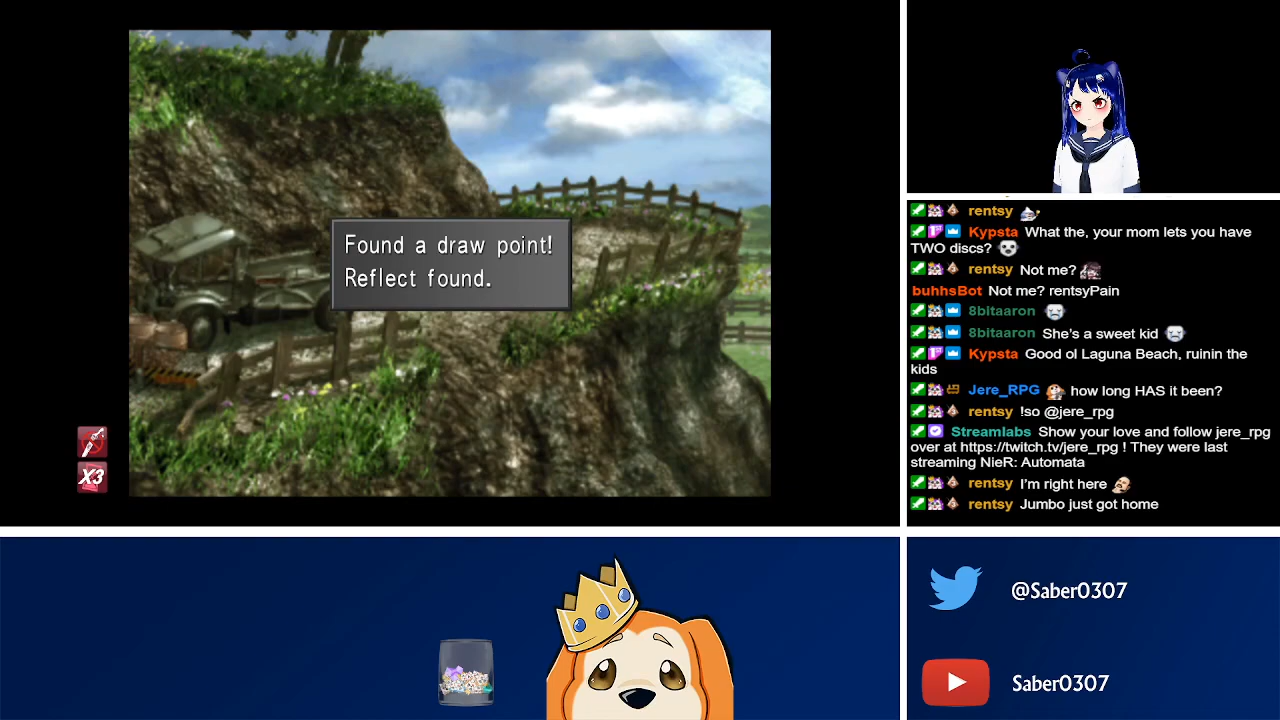 Found a draw point!
Reflect found.
X3
rentsy
Kypsta What the, your mom lets you have
TWO discs?
rentsy Not me?
buhhsBot Not me? rentsyPain
8bitaaron
8bitaaron She's a sweet kid
Kypsta Good ol Laguna Beach, ruinin the
kids
Jere_RPG how long HAS it been?
rentsy !so @jere_rpg
Streamlabs Show your love and follow jere_rpg
over at https://twitch.tv/jere_rpg ! They were last
streaming NieR: Automata
rentsy I'm right here
rentsy Jumbo just got home
@Saber0307
Saber0307